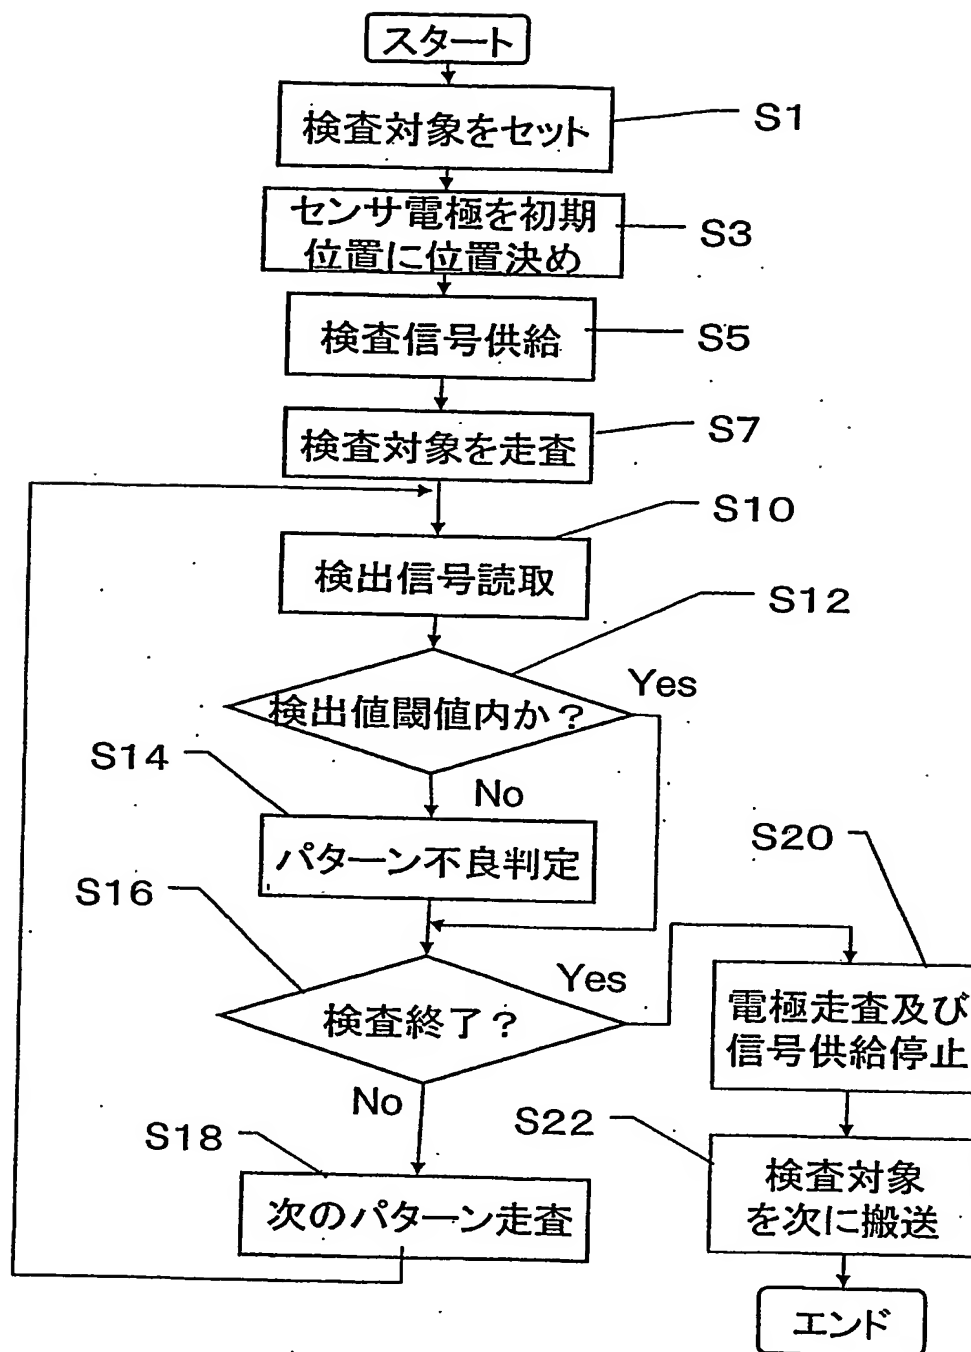 スタート
検査対象をセット
S1
センサ電極を初期
位置に位置決め
S3
検査信号供給
S5
検査対象を走査
S7
検出信号読取
S10
検出値閾値内か？
S12
Yes
No
パターン不良判定
S14
検査終了？
S16
Yes
No
次のパターン走査
S18
電極走査及び
信号供給停止
S20
検査対象
を次に搬送
S22
エンド